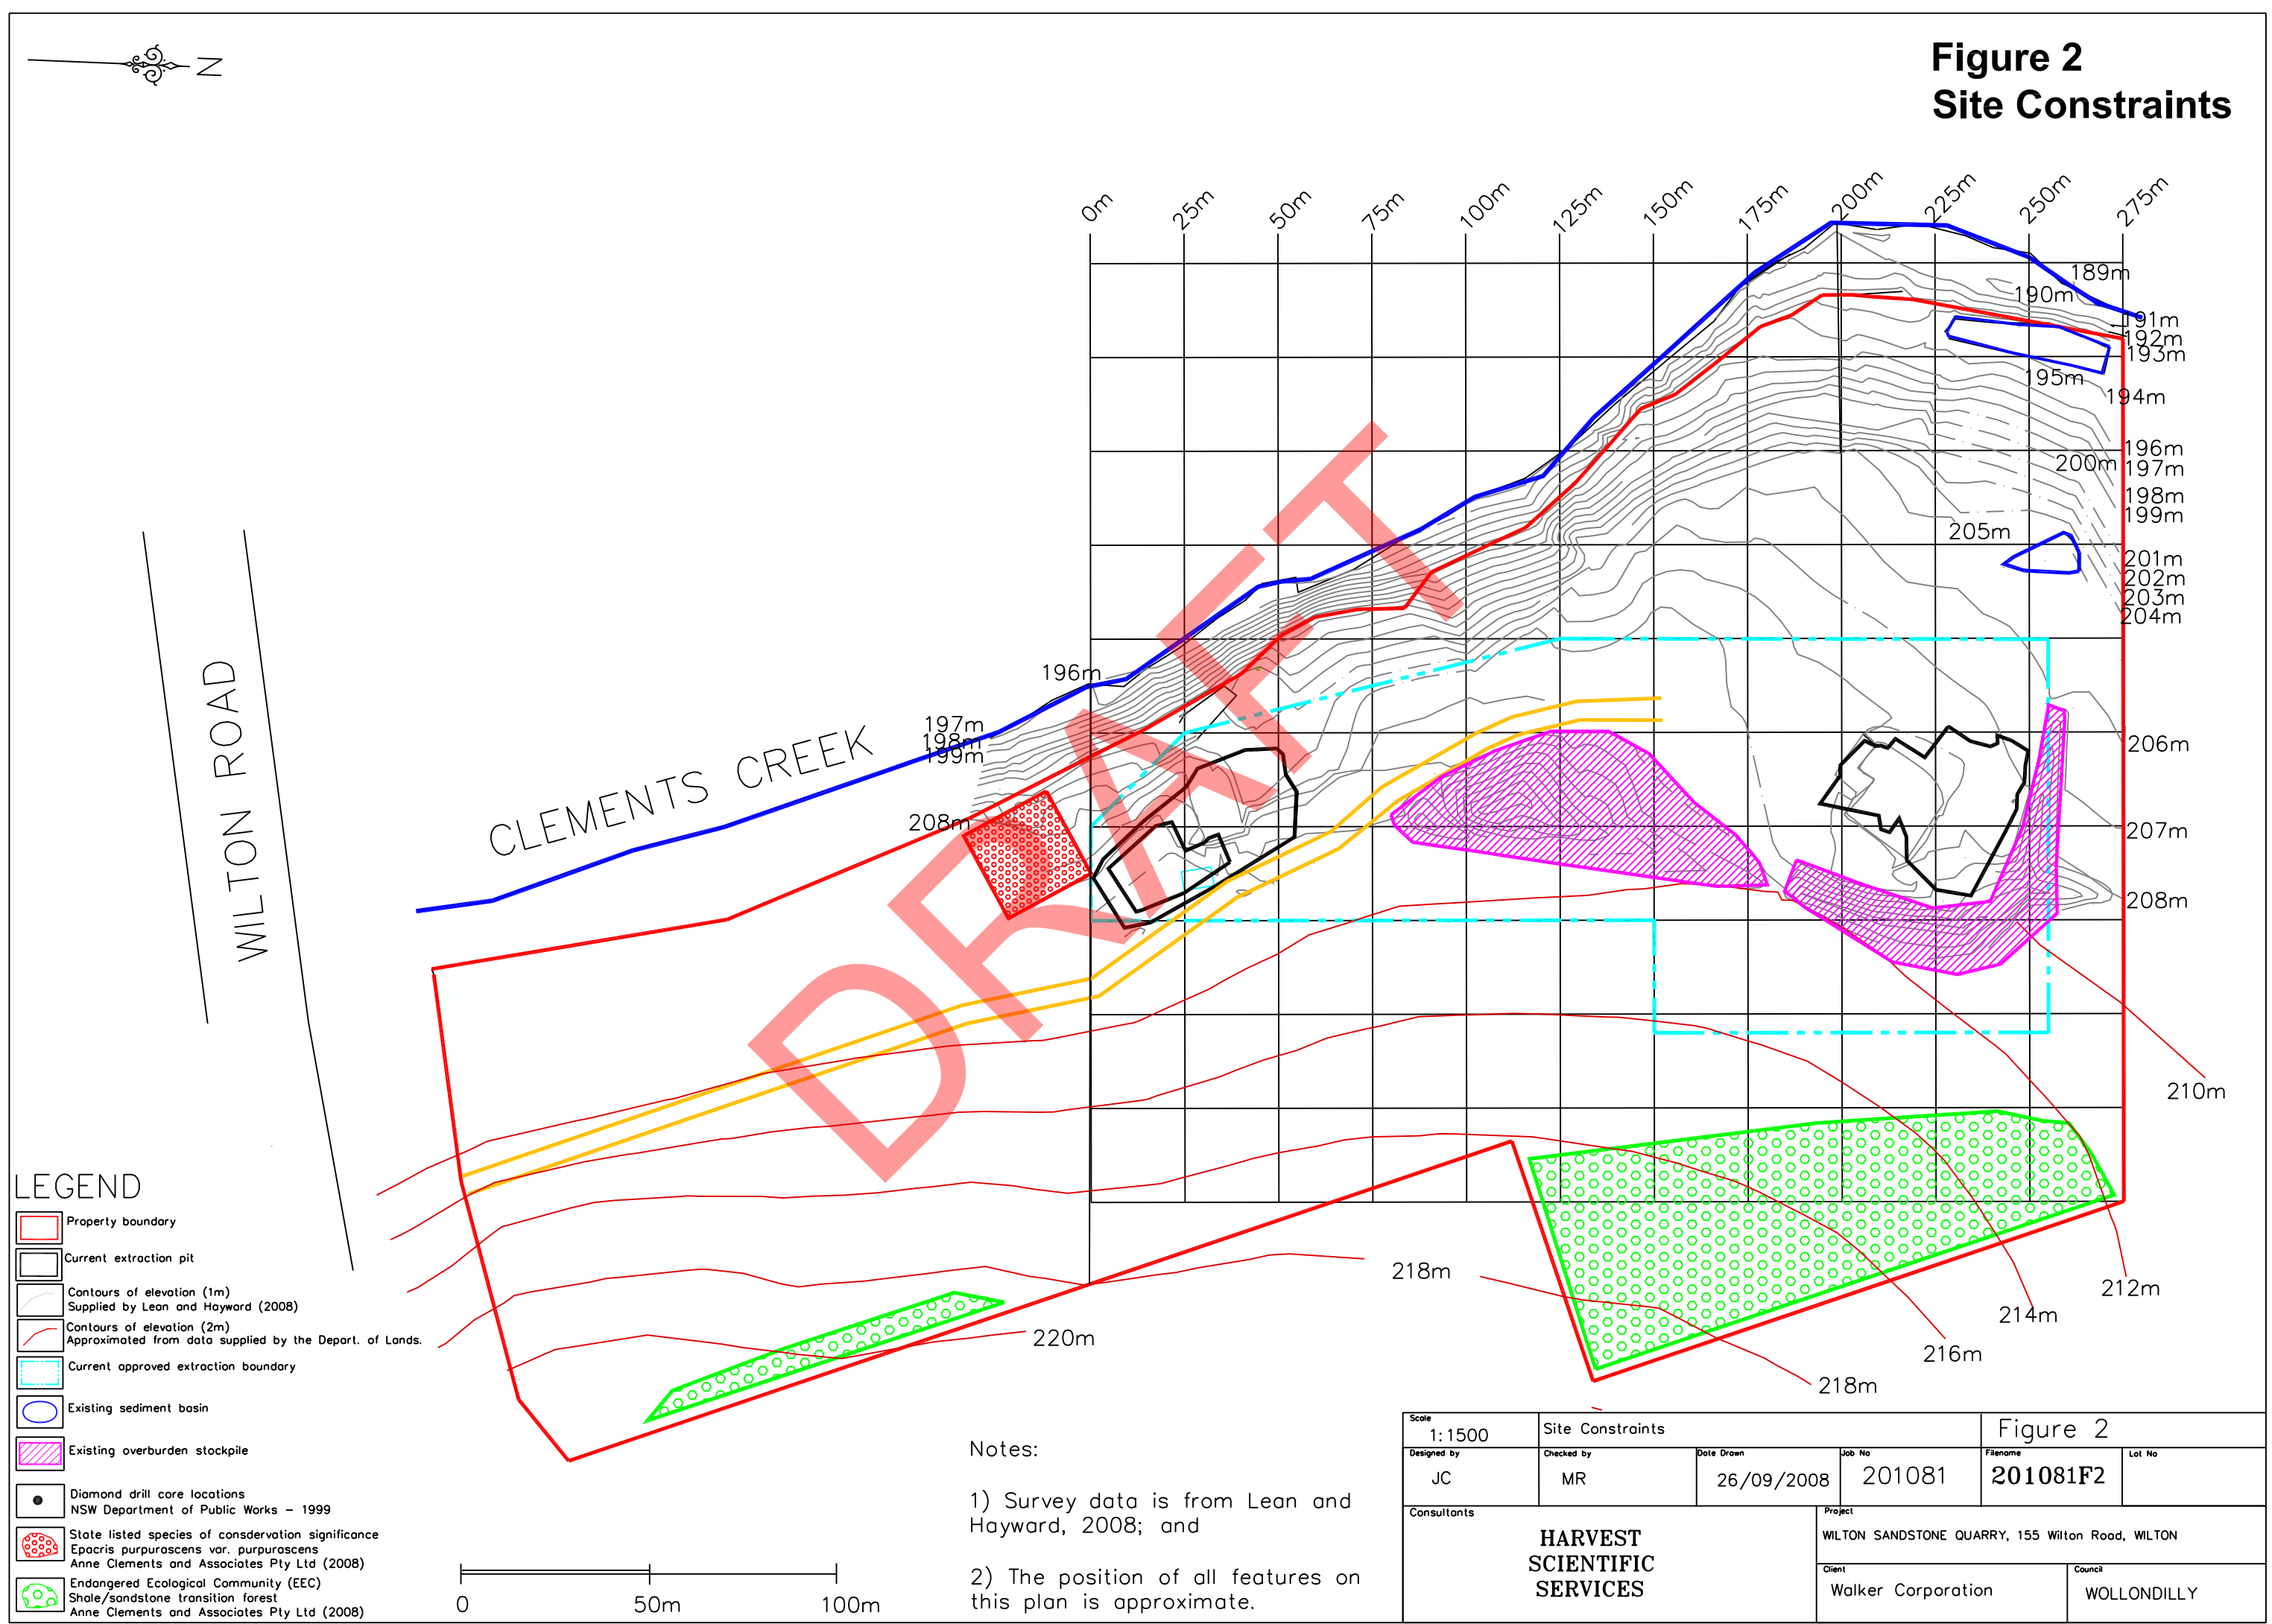 Figure 2
Site Constraints
N
0m
25m
50m
75m
100m
125m
150m
175m
200m
225m
250m
275m
189m
190m
191m
192m
193m
195m
194m
196m
200m
197m
198m
199m
205m
201m
202m
203m
204m
196m
197m
198m
199m
208m
206m
207m
208m
210m
212m
214m
216m
218m
218m
220m
WILTON ROAD
CLEMENTS CREEK
DRAFT
LEGEND
Property boundary
Current extraction pit
Contours of elevation (1m)
Supplied by Lean and Hayward (2008)
Contours of elevation (2m)
Approximated from data supplied by the Depart. of Lands.
Current approved extraction boundary
Existing sediment basin
Existing overburden stockpile
Diamond drill core locations
NSW Department of Public Works - 1999
State listed species of consdervation significance
Epacris purpurascens var. purpurascens
Anne Clements and Associates Pty Ltd (2008)
Endangered Ecological Community (EEC)
Shale/sandstone transition forest
Anne Clements and Associates Pty Ltd (2008)
0 50m 100m
Notes:
1) Survey data is from Lean and
Hayward, 2008; and
2) The position of all features on
this plan is approximate.
Scale
1:1500
Site Constraints
Figure 2
Designed by
JC
Checked by
MR
Date Drawn
26/09/2008
Job No
201081
Filename
201081F2
Lot No
Consultants
HARVEST
SCIENTIFIC
SERVICES
Project
WILTON SANDSTONE QUARRY, 155 Wilton Road, WILTON
Client
Walker Corporation
Council
WOLLONDILLY